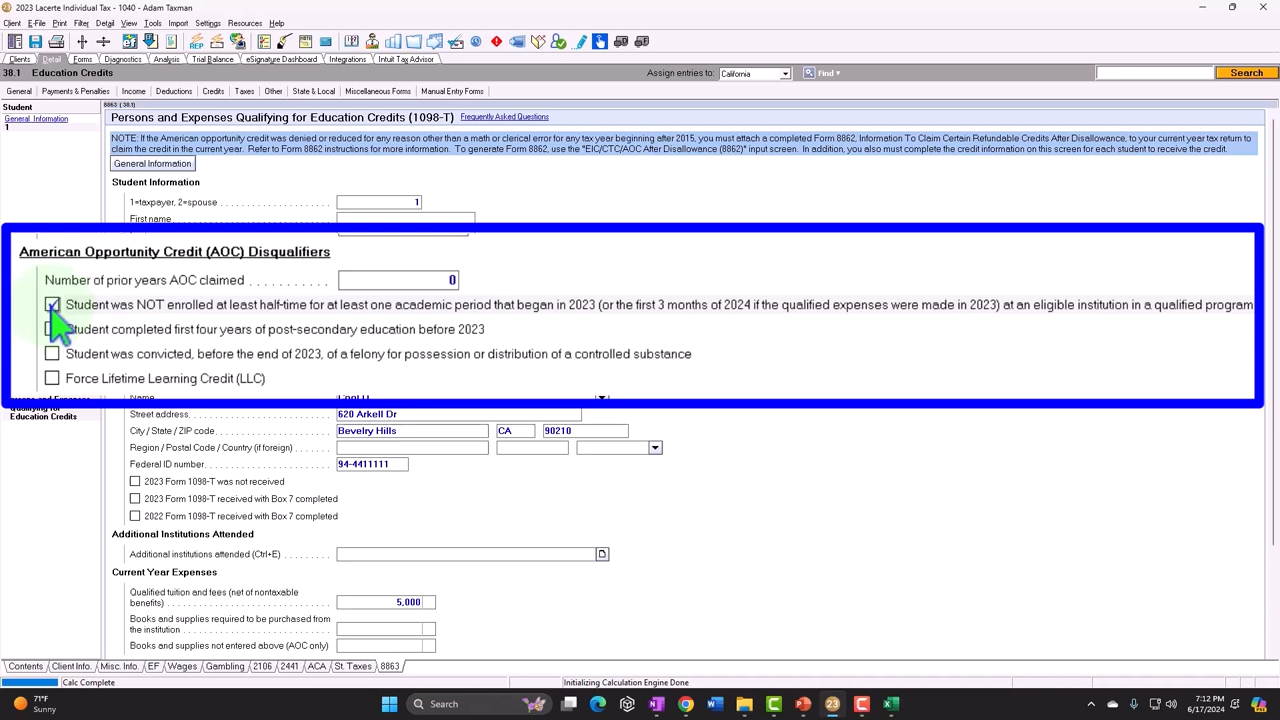 2023 Lacerte Individual Tax - 1040 - Adam Taxman
Client E-File Print Filter Detail View Tools Import Settings Resources Help
Clients Detail Forms Diagnostics Analysis Trial Balance eSignature Dashboard Integrations Intuit Tax Advisor
38.1 Education Credits Assign entries to: California Find Search
General Payments & Penalties Income Deductions Credits Taxes Other State & Local Miscellaneous Forms Manual Entry Forms
Student 8863 (38.1)
General Information
1
Persons and Expenses Qualifying for Education Credits (1098-T) Frequently Asked Questions
NOTE: If the American opportunity credit was denied or reduced for any reason other than a math or clerical error for any tax year beginning after 2015, you must attach a completed Form 8862, Information To Claim Certain Refundable Credits After Disallowance, to your current year tax return to
claim the credit in the current year. Refer to Form 8862 instructions for more information. To generate Form 8862, use the "EIC/CTC/AOC After Disallowance (8862)" input screen. In addition, you also must complete the credit information on this screen for each student to receive the credit.
General Information
Student Information
1=taxpayer, 2=spouse 1
First name
American Opportunity Credit (AOC) Disqualifiers
Number of prior years AOC claimed 0
Student was NOT enrolled at least half-time for at least one academic period that began in 2023 (or the first 3 months of 2024 if the qualified expenses were made in 2023) at an eligible institution in a qualified program
Student completed first four years of post-secondary education before 2023
Student was convicted, before the end of 2023, of a felony for possession or distribution of a controlled substance
Force Lifetime Learning Credit (LLC)
Persons and Expenses
Qualifying for
Education Credits
Name
Street address 620 Arkell Dr
City / State / ZIP code Bevelry Hills CA 90210
Region / Postal Code / Country (if foreign)
Federal ID number 94-4411111
2023 Form 1098-T was not received
2023 Form 1098-T received with Box 7 completed
2022 Form 1098-T received with Box 7 completed
Additional Institutions Attended
Additional institutions attended (Ctrl+E)
Current Year Expenses
Qualified tuition and fees (net of nontaxable
benefits) 5,000
Books and supplies required to be purchased from
the institution
Books and supplies not entered above (AOC only)
Contents Client Info. Misc. Info. EF Wages Gambling 2106 2441 ACA St. Taxes 8863
Calc Complete Initializing Calculation Engine Done
71°F
Sunny
Search
7:12 PM
6/17/2024